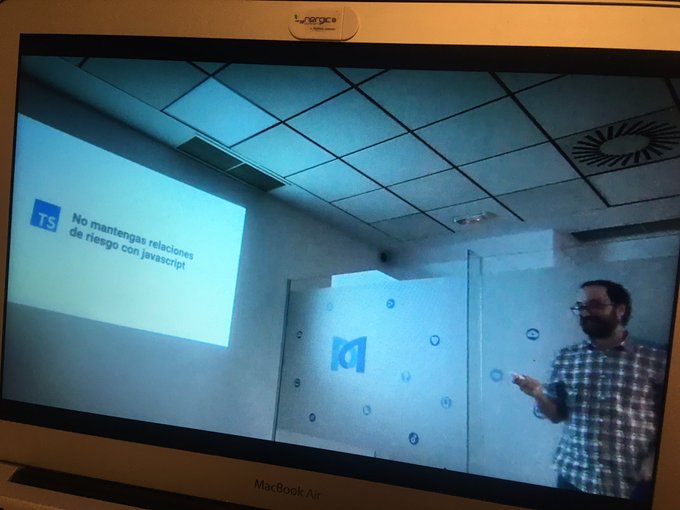 TS
No mantengas relaciones
de riesgo con javascript
MacBook Air